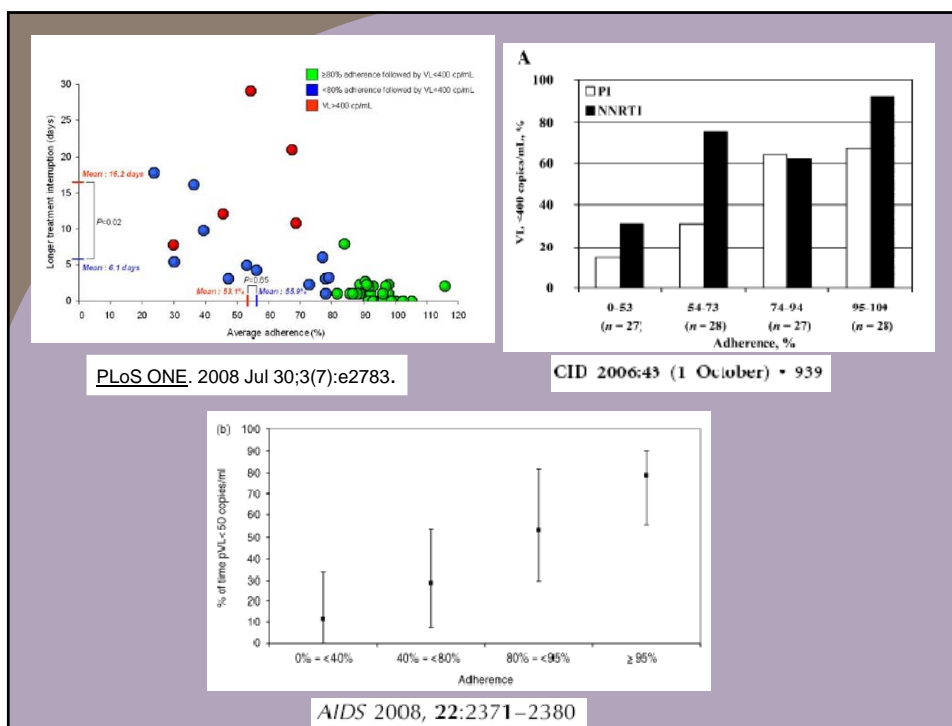 ≥80% adherence followed by VL<400 cp/mL
<80% adherence followed by VL<400 cp/mL
VL>400 cp/mL
Longer treatment interruption (days)
30
25
20
15
10
5
0
Mean : 16.2 days
P=0.02
Mean : 6.1 days
P=0.65
Mean : 53.1%
Mean : 55.9%
0 10 20 30 40 50 60 70 80 90 100 110 120
Average adherence (%)
PLoS ONE. 2008 Jul 30;3(7):e2783.
A
PI
NNRTI
VL <400 copies/mL, %
100
80
60
40
20
0
0–53 54–73 74–94 95–100
(n = 27) (n = 28) (n = 27) (n = 28)
Adherence, %
CID 2006:43 (1 October) • 939
(b)
% of time pVL<50 copies/ml
100
90
80
70
60
50
40
30
20
10
0
0% = <40% 40% = <80% 80% = <95% ≥ 95%
Adherence
AIDS 2008, 22:2371–2380